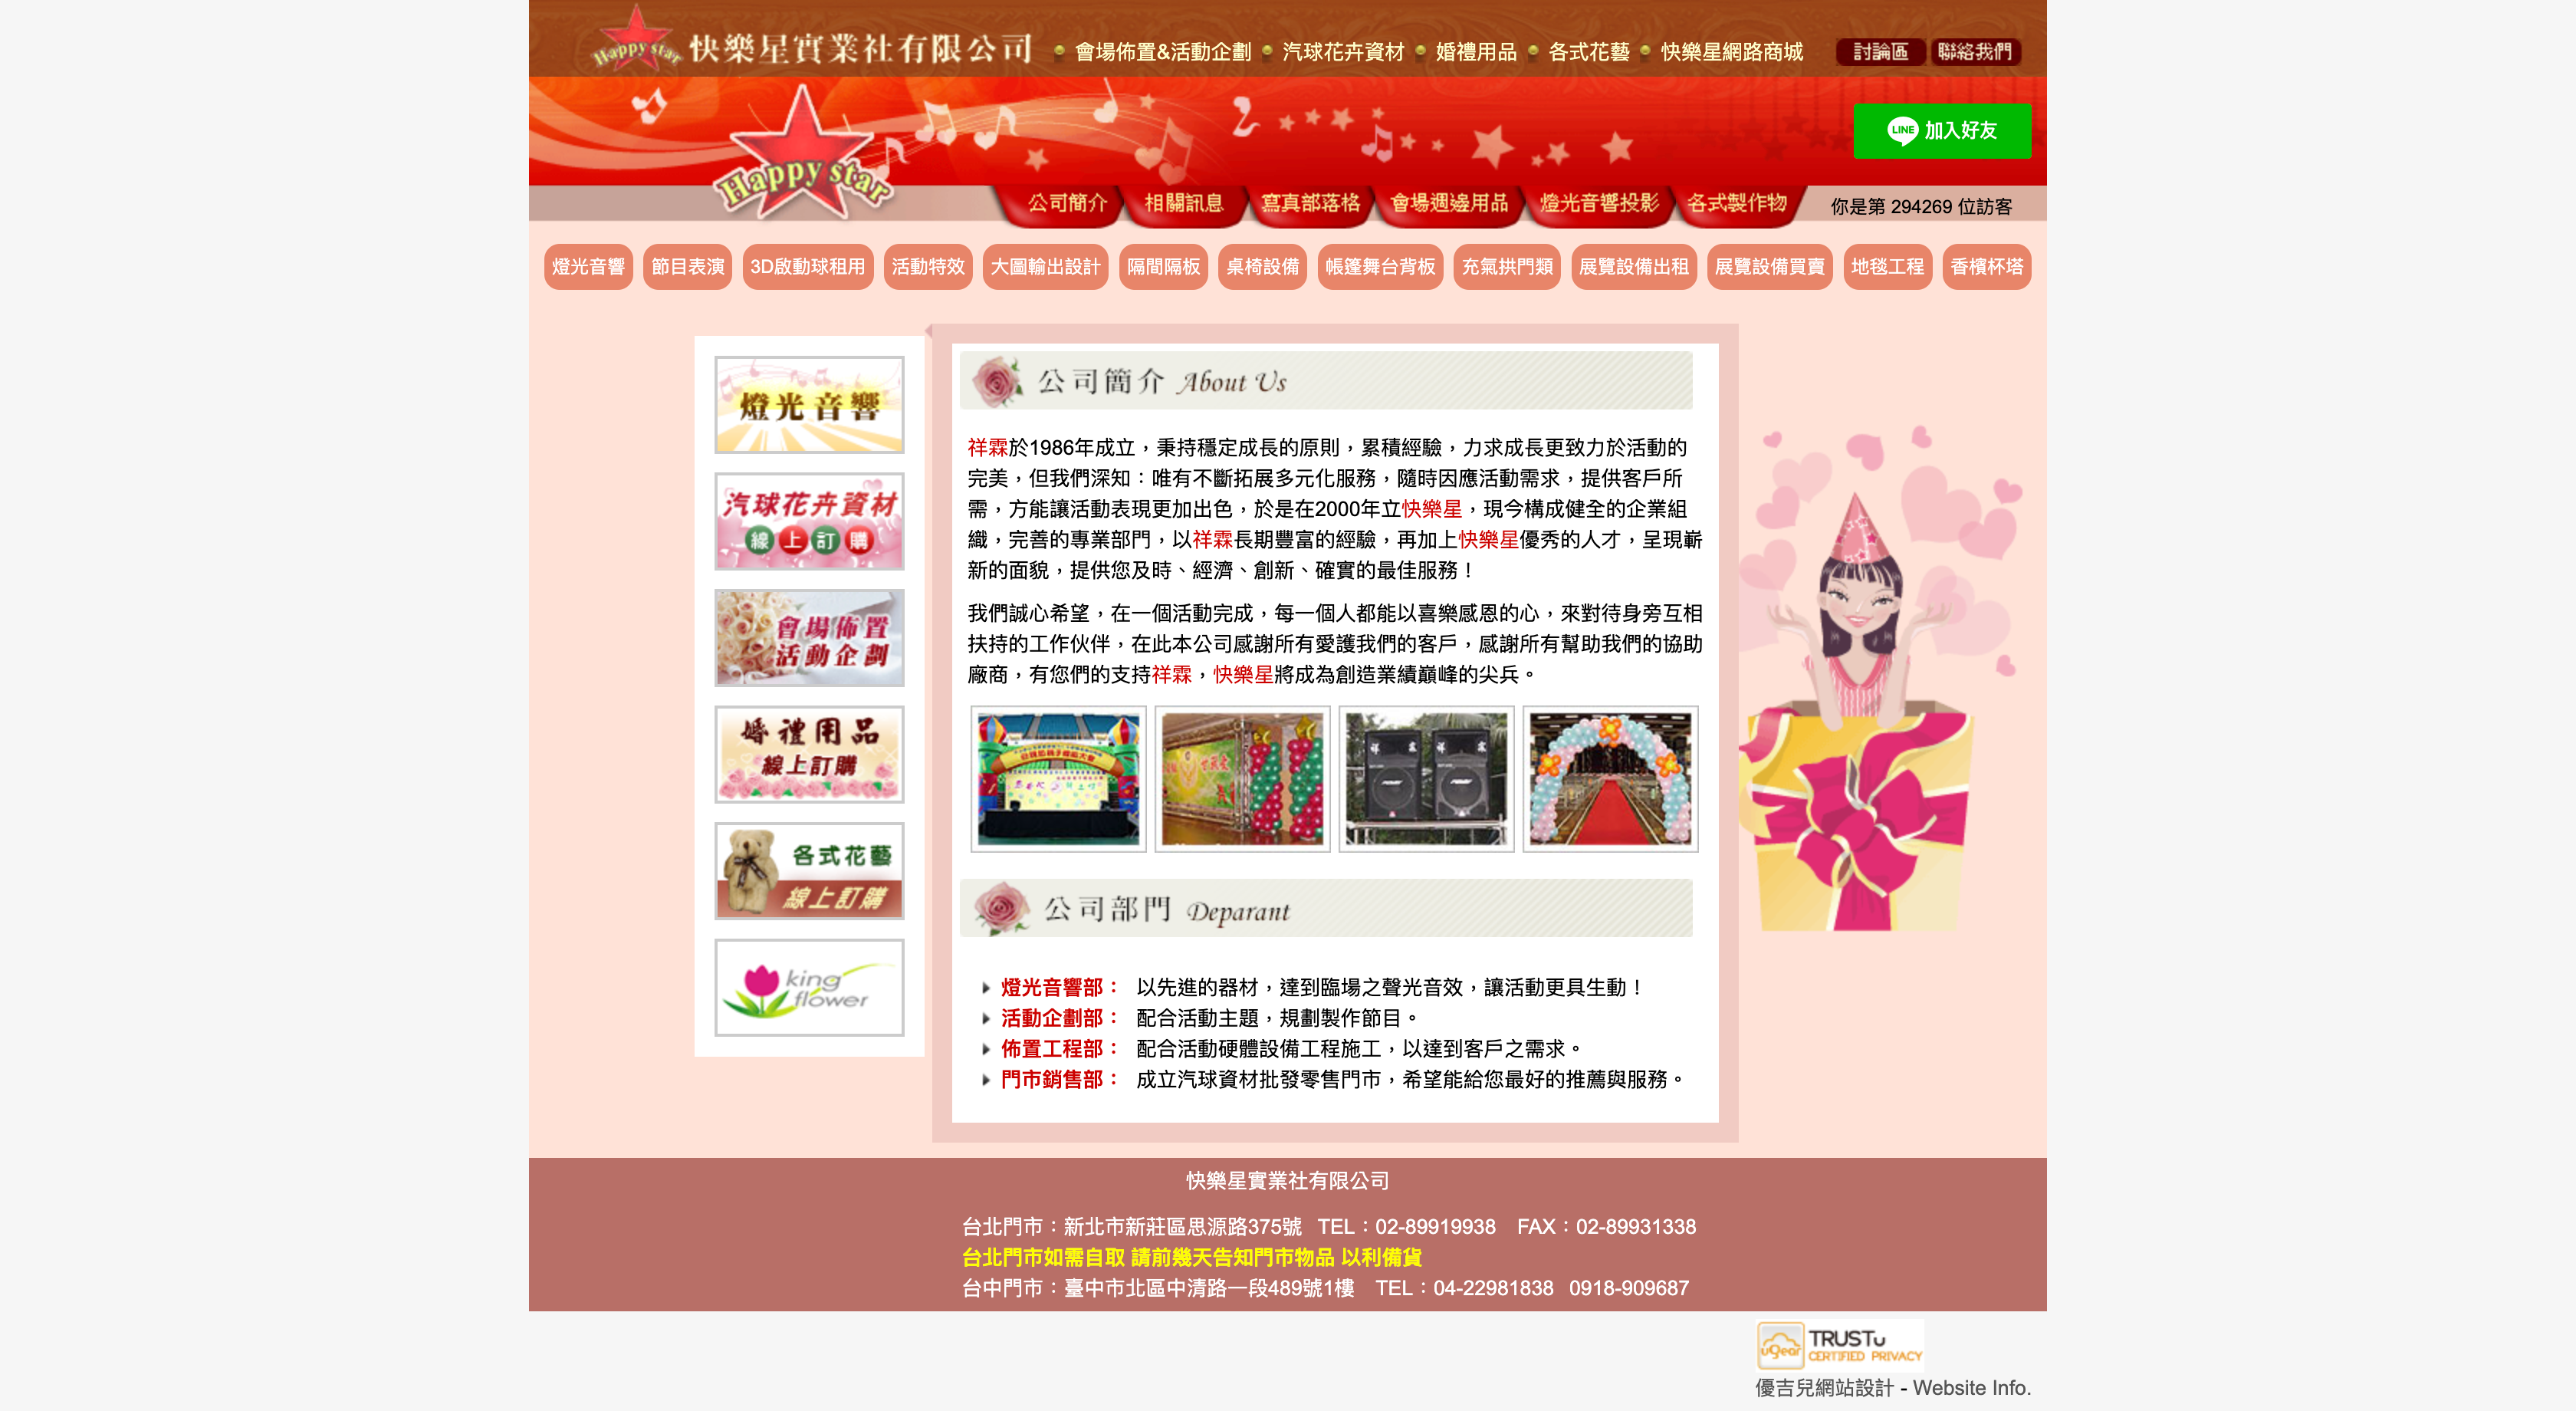 Happy star 快樂星實業社有限公司 會場佈置&活動企劃 汽球花卉資材 婚禮用品 各式花藝 快樂星網路商城 討論區 聯絡我們
LINE 加入好友
Happy star
公司簡介 相關訊息 寫真部落格 會場週邊用品 燈光音響投影 各式製作物 你是第 294269 位訪客
燈光音響 節目表演 3D啟動球租用 活動特效 大圖輸出設計 隔間隔板 桌椅設備 帳篷舞台背板 充氣拱門類 展覽設備出租 展覽設備買賣 地毯工程 香檳杯塔
燈光音響
汽球花卉資材
線上訂購
會場佈置
活動企劃
婚禮用品
線上訂購
各式花藝
線上訂購
king
flower
公司簡介 About Us
祥霖於1986年成立，秉持穩定成長的原則，累積經驗，力求成長更致力於活動的
完美，但我們深知：唯有不斷拓展多元化服務，隨時因應活動需求，提供客戶所
需，方能讓活動表現更加出色，於是在2000年立快樂星，現今構成健全的企業組
織，完善的專業部門，以祥霖長期豐富的經驗，再加上快樂星優秀的人才，呈現嶄
新的面貌，提供您及時、經濟、創新、確實的最佳服務！
我們誠心希望，在一個活動完成，每一個人都能以喜樂感恩的心，來對待身旁互相
扶持的工作伙伴，在此本公司感謝所有愛護我們的客戶，感謝所有幫助我們的協助
廠商，有您們的支持祥霖，快樂星將成為創造業績巔峰的尖兵。
公司部門 Deparant
燈光音響部： 以先進的器材，達到臨場之聲光音效，讓活動更具生動！
活動企劃部： 配合活動主題，規劃製作節目。
佈置工程部： 配合活動硬體設備工程施工，以達到客戶之需求。
門市銷售部： 成立汽球資材批發零售門市，希望能給您最好的推薦與服務。
快樂星實業社有限公司
台北門市：新北市新莊區思源路375號 TEL：02-89919938 FAX：02-89931338
台北門市如需自取 請前幾天告知門市物品 以利備貨
台中門市：臺中市北區中清路一段489號1樓 TEL：04-22981838 0918-909687
uGear TRUSTu
CERTIFIED PRIVACY
優吉兒網站設計 - Website Info.